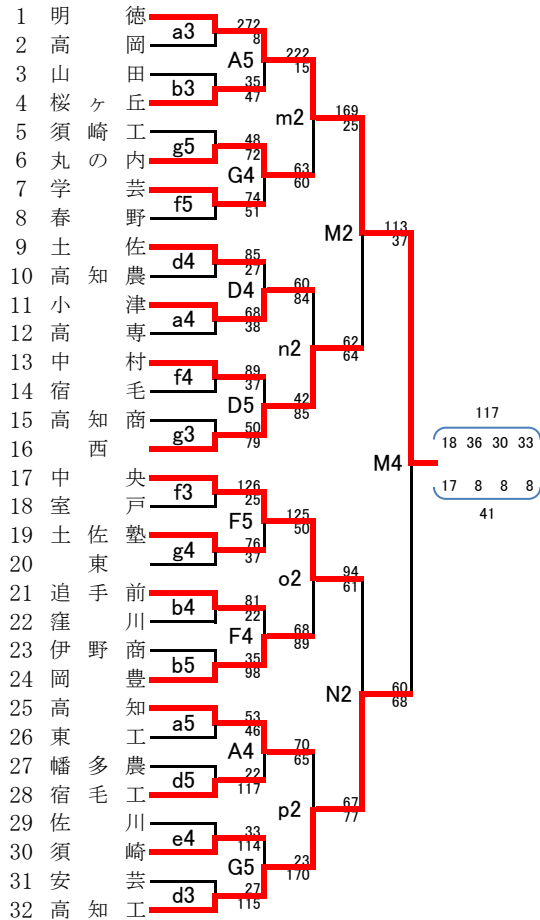 1 明徳
2 高岡
3 山田
4 桜ヶ丘
5 須崎工
6 丸の内
7 学芸
8 春野
9 土佐
10 高知農
11 小津
12 高専
13 中村
14 宿毛
15 高知商
16 西
17 中央
18 室戸
19 土佐塾
20 東
21 追手前
22 窪川
23 伊野商
24 岡豊
25 高知
26 東工
27 幡多農
28 宿毛工
29 佐川
30 須崎
31 安芸
32 高知工
a3
b3
g5
f5
d4
a4
f4
g3
f3
g4
b4
b5
a5
d5
e4
d3
272
8
A5
35
47
48
72
G4
74
51
85
27
D4
68
38
89
37
D5
50
79
126
25
F5
76
37
81
22
F4
35
98
53
46
A4
22
117
33
114
G5
27
115
222
15
m2
63
60
60
84
n2
42
85
125
50
o2
68
89
70
65
p2
23
170
169
25
M2
62
64
94
61
N2
67
77
113
37
M4
60
68
117
18 36 30 33
17 8 8 8
41